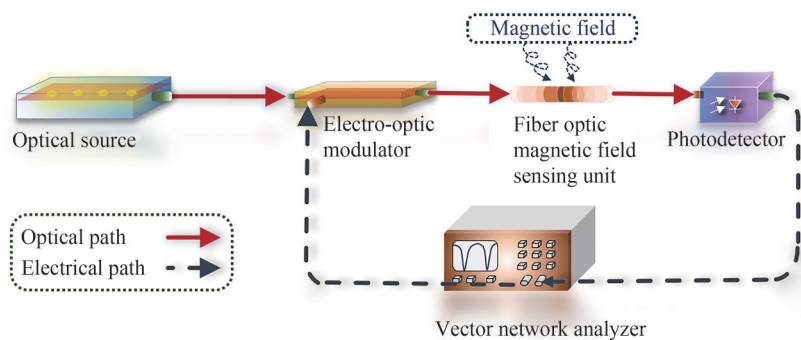 Magnetic field
Optical source
Electro-optic
modulator
Fiber optic
magnetic field
sensing unit
Photodetector
Optical path
Electrical path
Vector network analyzer